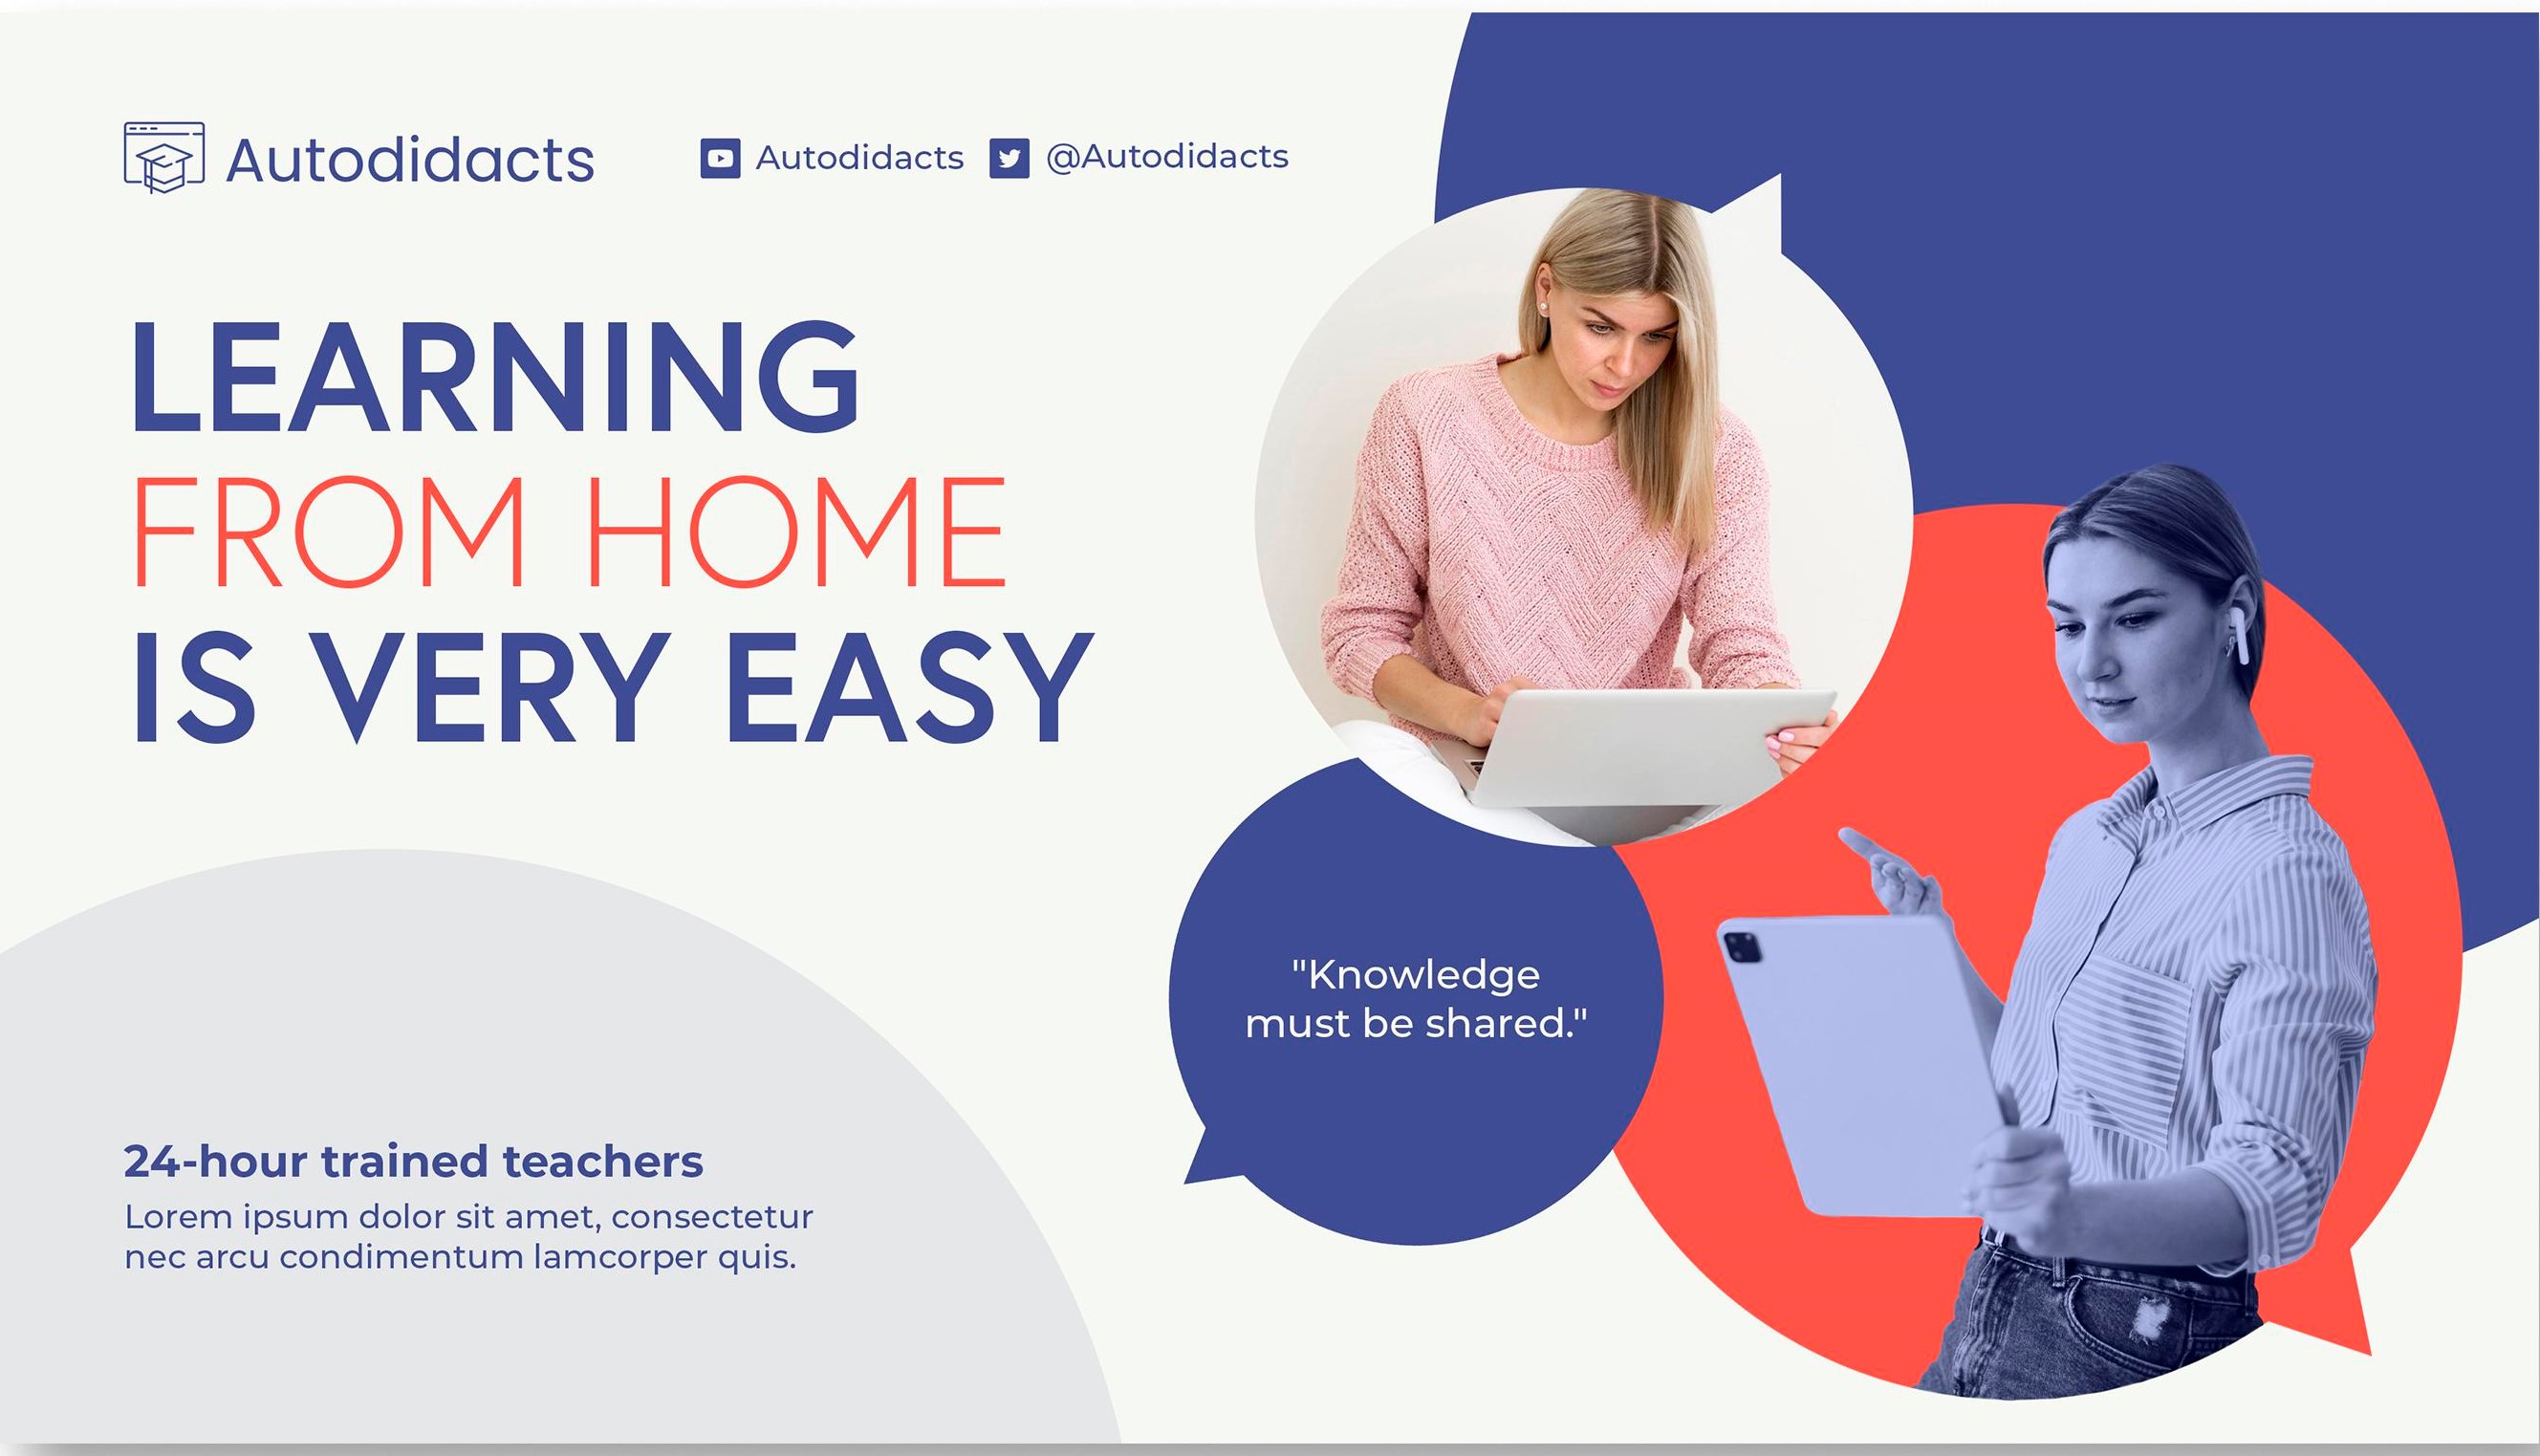 Autodidacts
Autodidacts
@Autodidacts
LEARNING
FROM HOME
IS VERY EASY
"Knowledge
must be shared."
24-hour trained teachers
Lorem ipsum dolor sit amet, consectetur
nec arcu condimentum lamcorper quis.